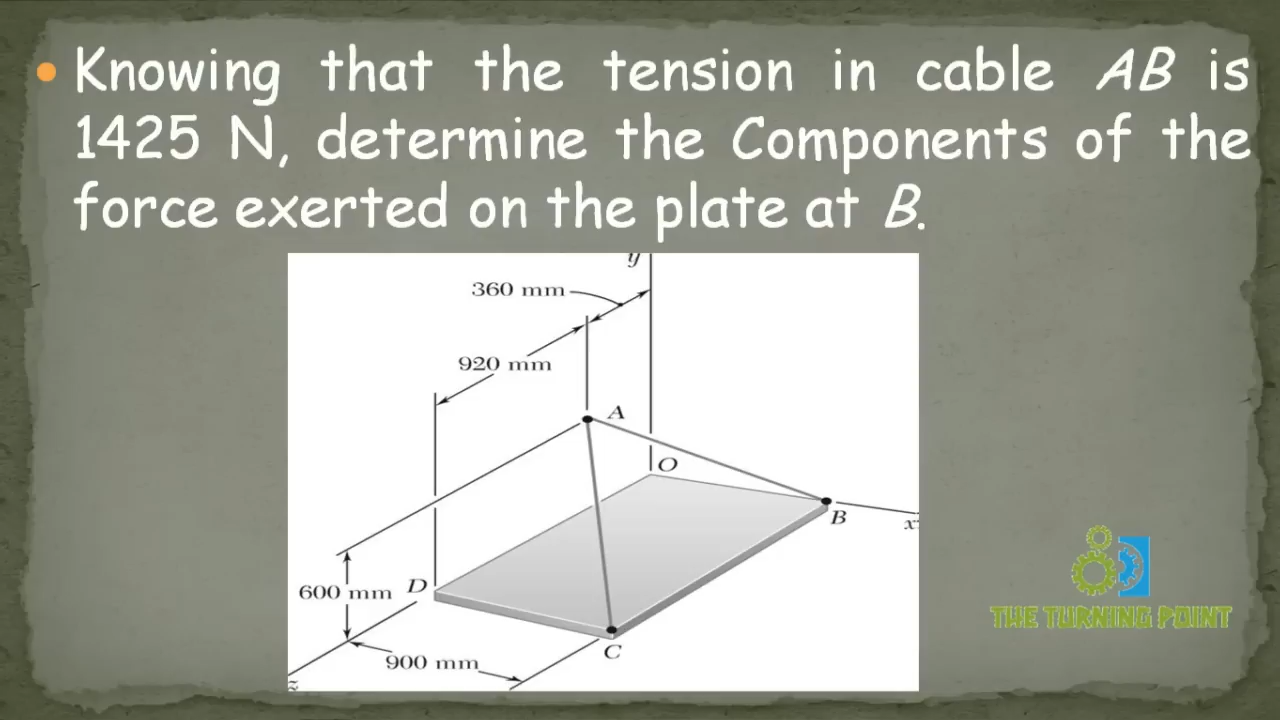 Knowing that the tension in cable AB is
1425 N, determine the Components of the
force exerted on the plate at B.
y
360 mm
920 mm
A
O
B
x
600 mm
D
C
900 mm
z
THE TURNING POINT